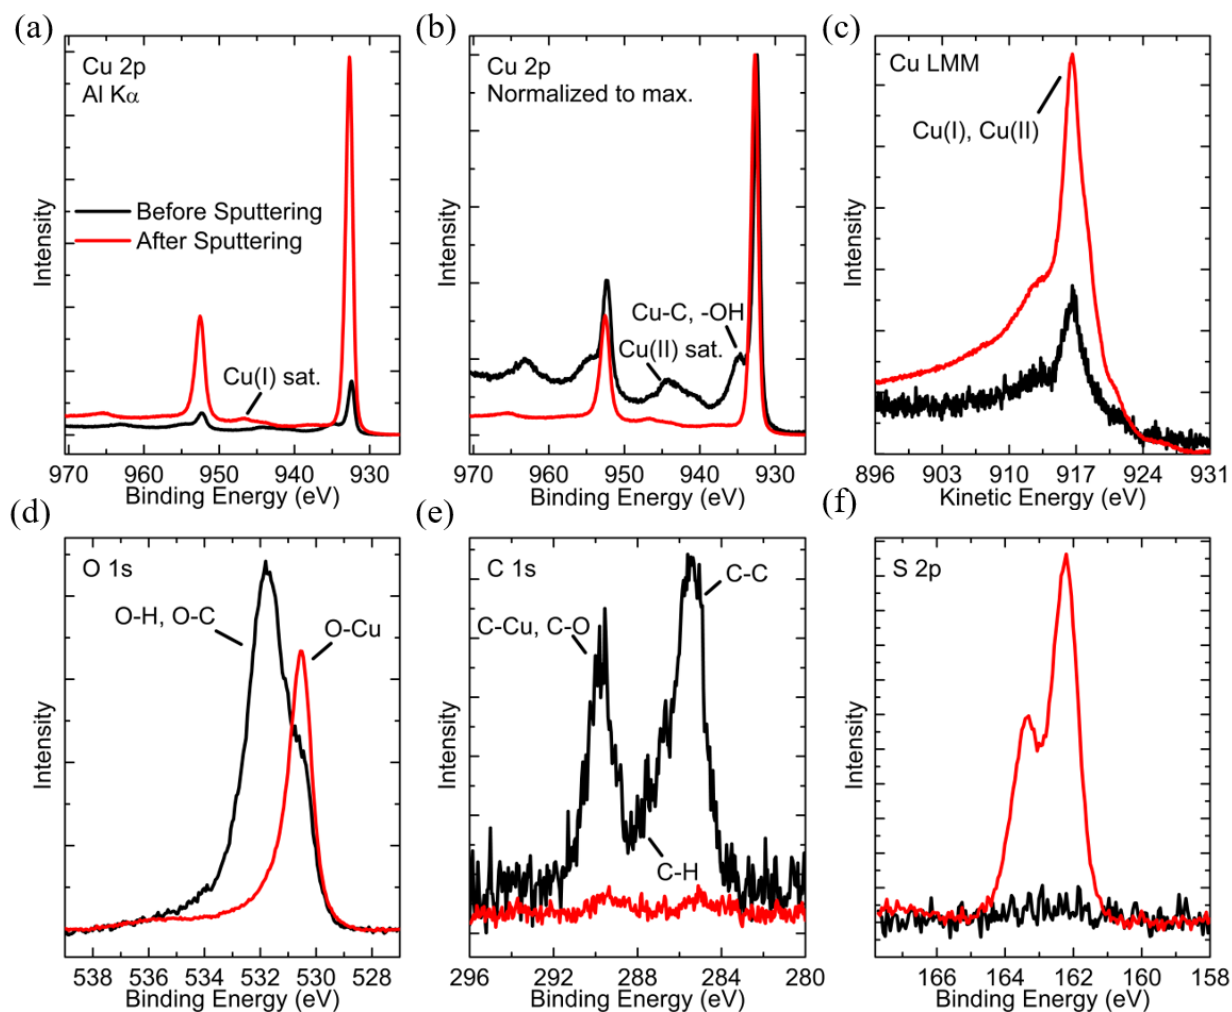 (a)
Cu 2p
Al Kα
Before Sputtering
After Sputtering
Cu(I) sat.
Intensity
970 960 950 940 930
Binding Energy (eV)
(b)
Cu 2p
Normalized to max.
Cu-C, -OH
Cu(II) sat.
Intensity
970 960 950 940 930
Binding Energy (eV)
(c)
Cu LMM
Cu(I), Cu(II)
Intensity
896 903 910 917 924 931
Kinetic Energy (eV)
(d)
O 1s
O-H, O-C
O-Cu
Intensity
538 536 534 532 530 528
Binding Energy (eV)
(e)
C 1s
C-C
C-Cu, C-O
C-H
Intensity
296 292 288 284 280
Binding Energy (eV)
(f)
S 2p
Intensity
166 164 162 160 158
Binding Energy (eV)